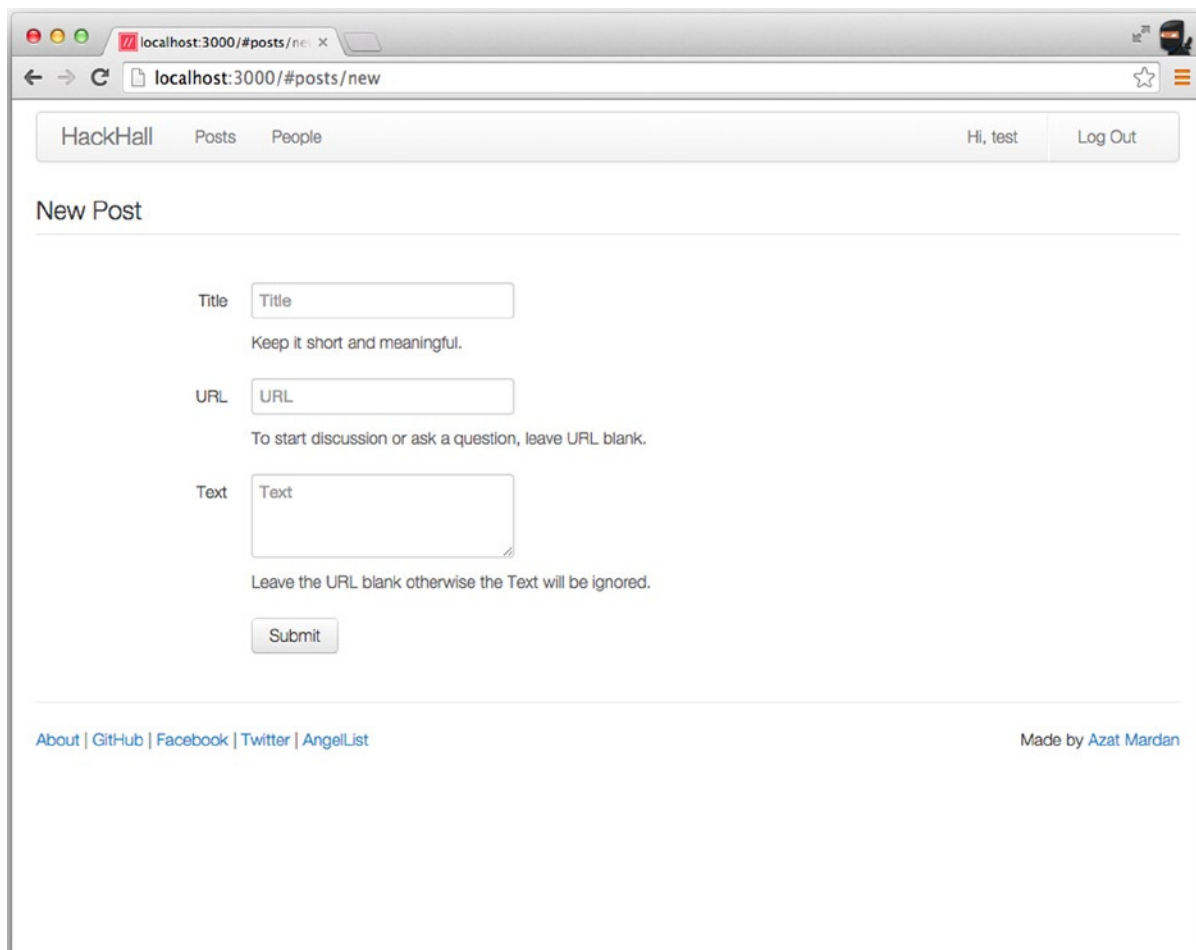 localhost:3000/#posts/ne
localhost:3000/#posts/new
HackHall Posts People Hi, test Log Out
New Post
Title Title
Keep it short and meaningful.
URL URL
To start discussion or ask a question, leave URL blank.
Text Text
Leave the URL blank otherwise the Text will be ignored.
Submit
About | GitHub | Facebook | Twitter | AngelList Made by Azat Mardan